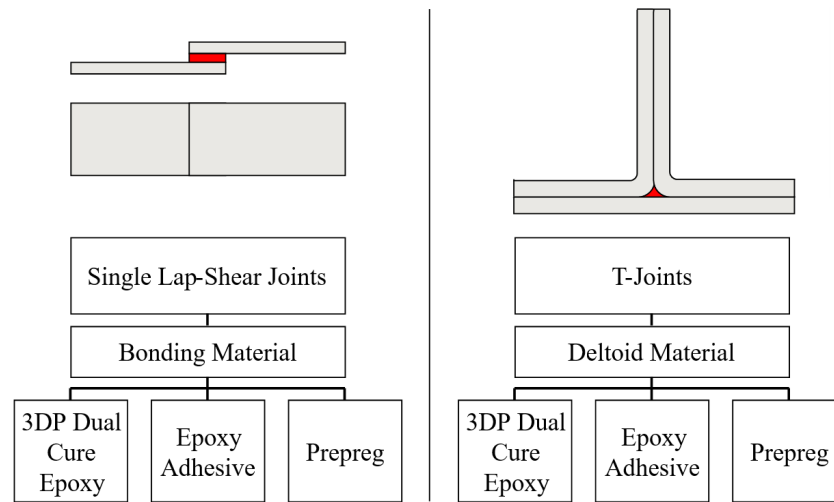 Single Lap-Shear Joints
Bonding Material
3DP Dual
Cure
Epoxy
Epoxy
Adhesive
Prepreg
T-Joints
Deltoid Material
3DP Dual
Cure
Epoxy
Epoxy
Adhesive
Prepreg